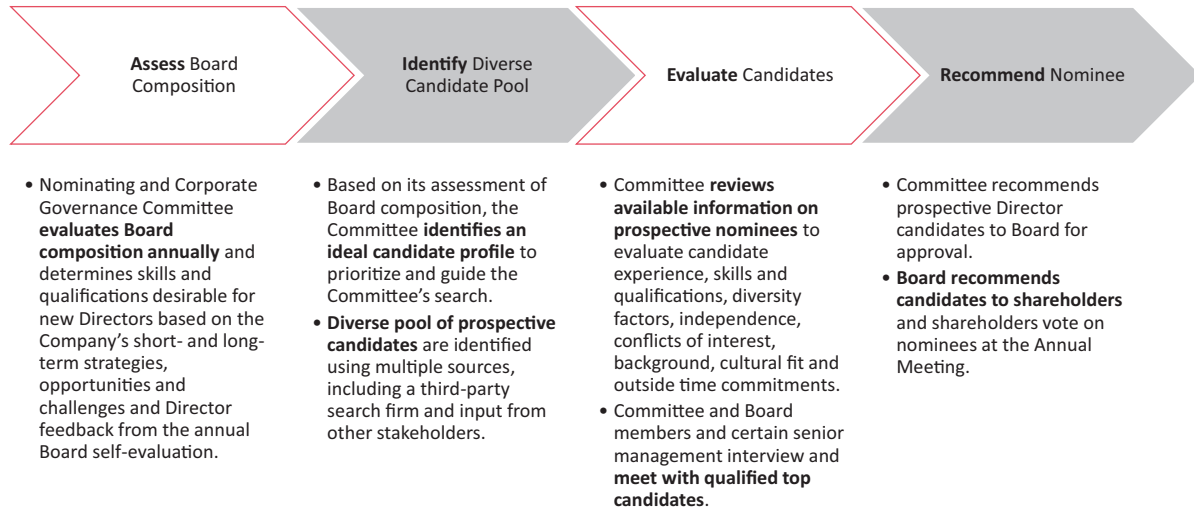 Assess Board
Composition
Identify Diverse
Candidate Pool
Evaluate Candidates
Recommend Nominee
• Nominating and Corporate
Governance Committee
evaluates Board
composition annually and
determines skills and
qualifications desirable for
new Directors based on the
Company’s short- and long-
term strategies,
opportunities and
challenges and Director
feedback from the annual
Board self-evaluation.
• Based on its assessment of
Board composition, the
Committee identifies an
ideal candidate profile to
prioritize and guide the
Committee’s search.
• Diverse pool of prospective
candidates are identified
using multiple sources,
including a third-party
search firm and input from
other stakeholders.
• Committee reviews
available information on
prospective nominees to
evaluate candidate
experience, skills and
qualifications, diversity
factors, independence,
conflicts of interest,
background, cultural fit and
outside time commitments.
• Committee and Board
members and certain senior
management interview and
meet with qualified top
candidates.
• Committee recommends
prospective Director
candidates to Board for
approval.
• Board recommends
candidates to shareholders
and shareholders vote on
nominees at the Annual
Meeting.